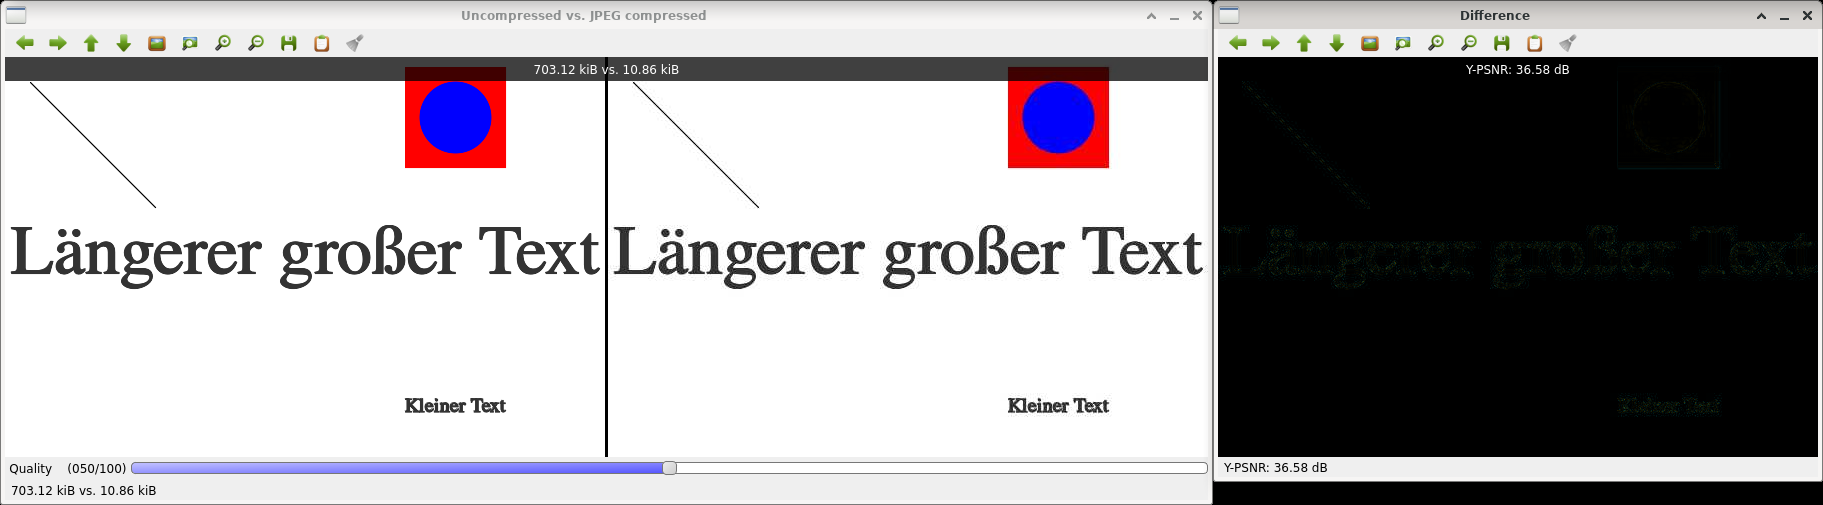 Uncompressed vs. JPEG compressed
703.12 kiB vs. 10.86 kiB
Längerer großer Text
Längerer großer Text
Kleiner Text
Kleiner Text
Quality (050/100)
703.12 kiB vs. 10.86 kiB
Difference
Y-PSNR: 36.58 dB
Längerer großer Text
Kleiner Text
Y-PSNR: 36.58 dB